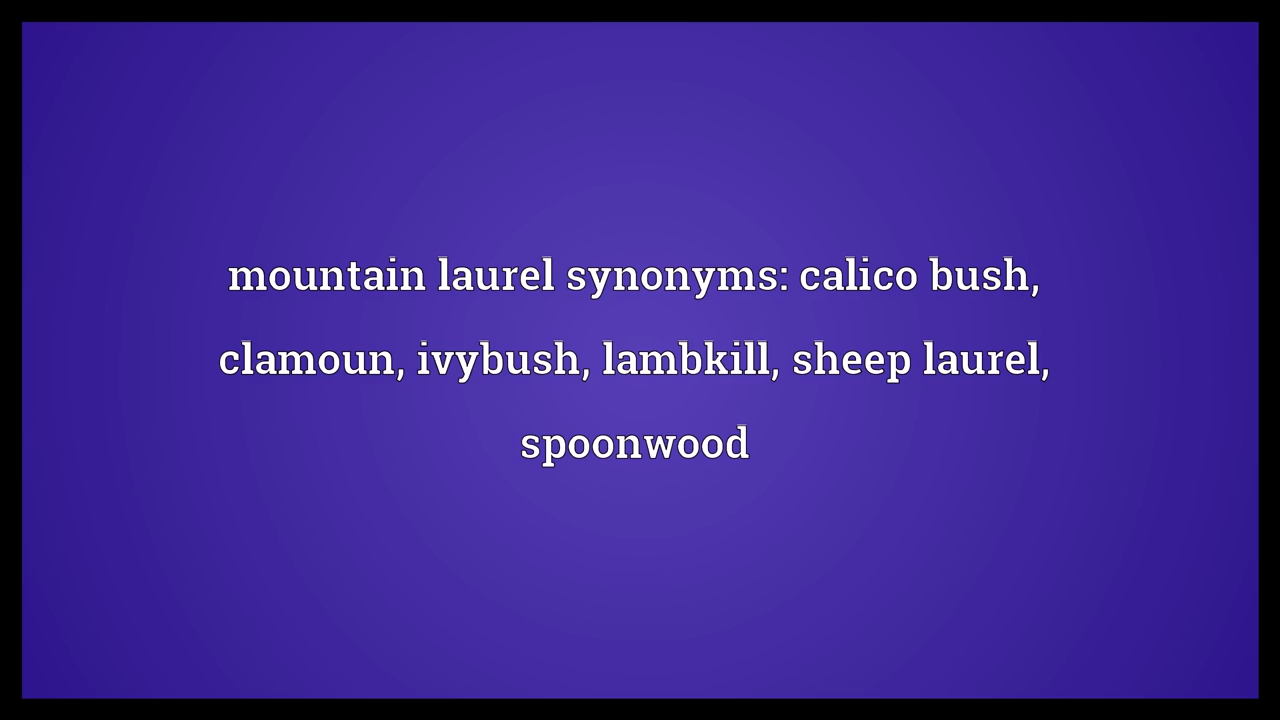 mountain laurel synonyms: calico bush,
clamoun, ivybush, lambkill, sheep laurel,
spoonwood